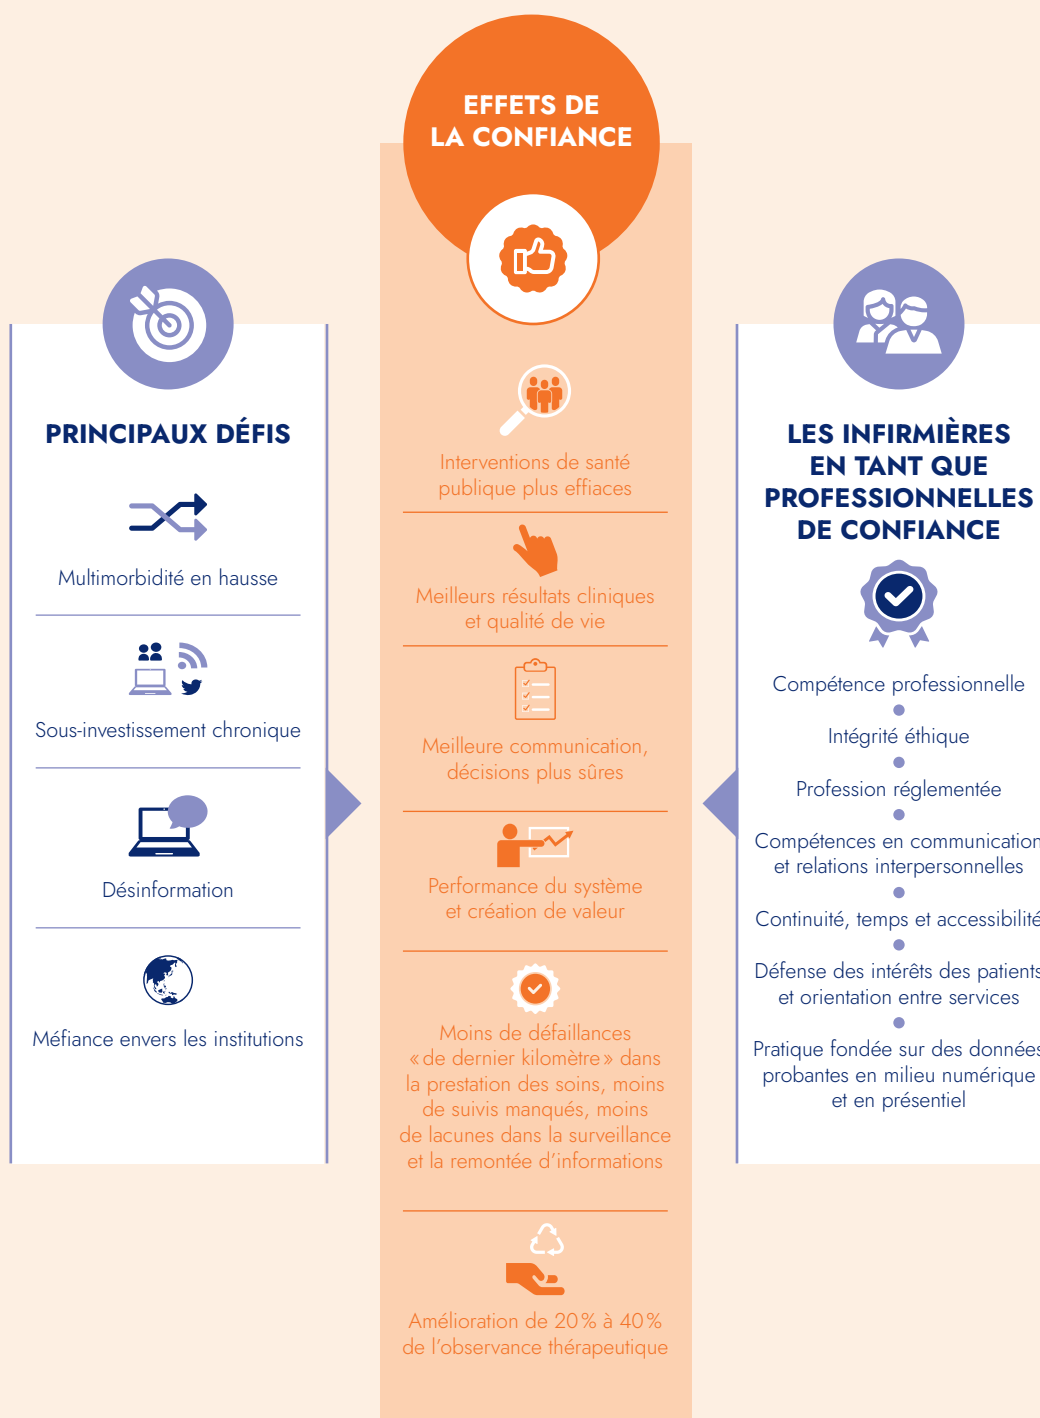 EFFETS DE
LA CONFIANCE
PRINCIPAUX DÉFIS
Multimorbidité en hausse
Sous-investissement chronique
Désinformation
Méfiance envers les institutions
Interventions de santé
publique plus effiaces
Meilleurs résultats cliniques
et qualité de vie
Meilleure communication,
décisions plus sûres
Performance du système
et création de valeur
Moins de défaillances
« de dernier kilomètre » dans
la prestation des soins, moins
de suivis manqués, moins
de lacunes dans la surveillance
et la remontée d’informations
Amélioration de 20 % à 40 %
de l’observance thérapeutique
LES INFIRMIÈRES
EN TANT QUE
PROFESSIONNELLES
DE CONFIANCE
Compétence professionnelle
Intégrité éthique
Profession réglementée
Compétences en communication
et relations interpersonnelles
Continuité, temps et accessibilité
Défense des intérêts des patients
et orientation entre services
Pratique fondée sur des données
probantes en milieu numérique
et en présentiel